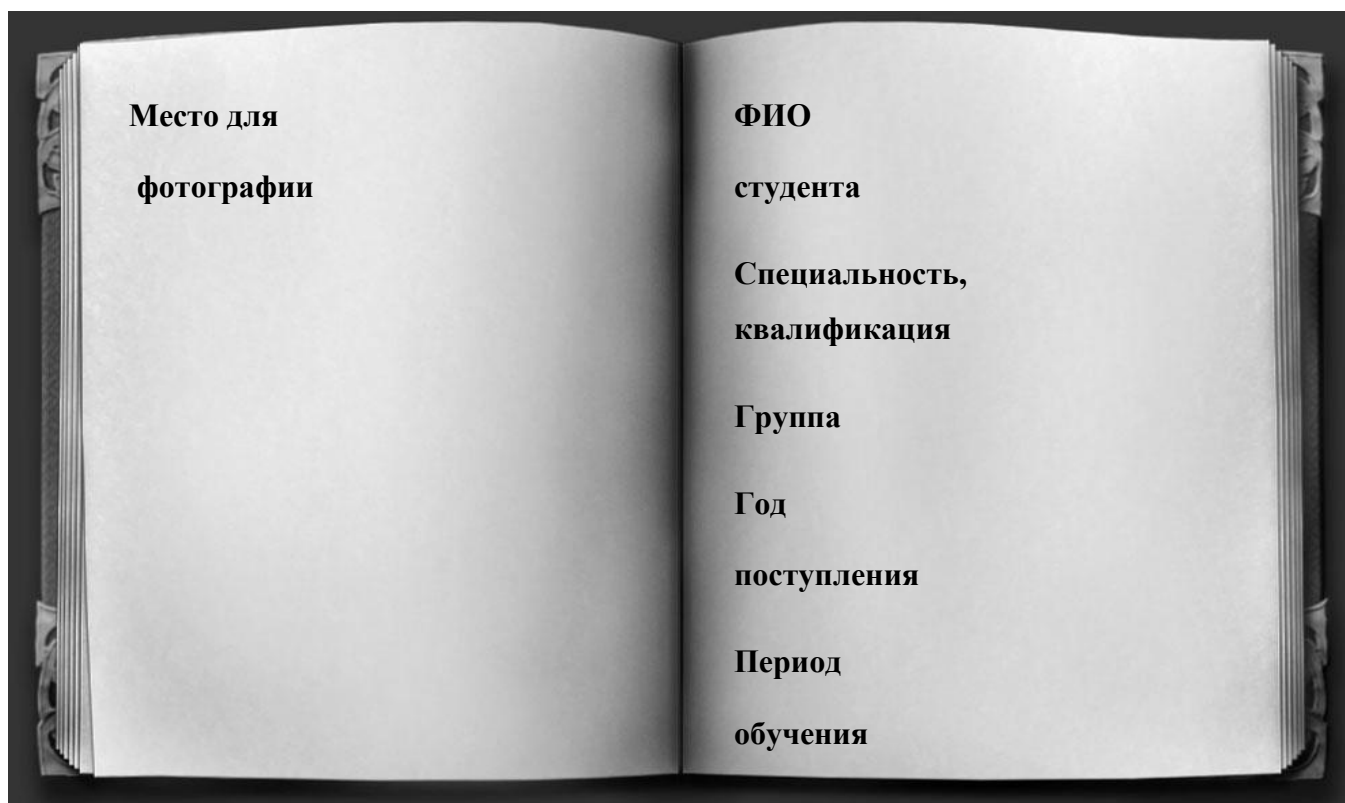 Место для
фотографии
ФИО
студента
Специальность,
квалификация
Группа
Год
поступления
Период
обучения